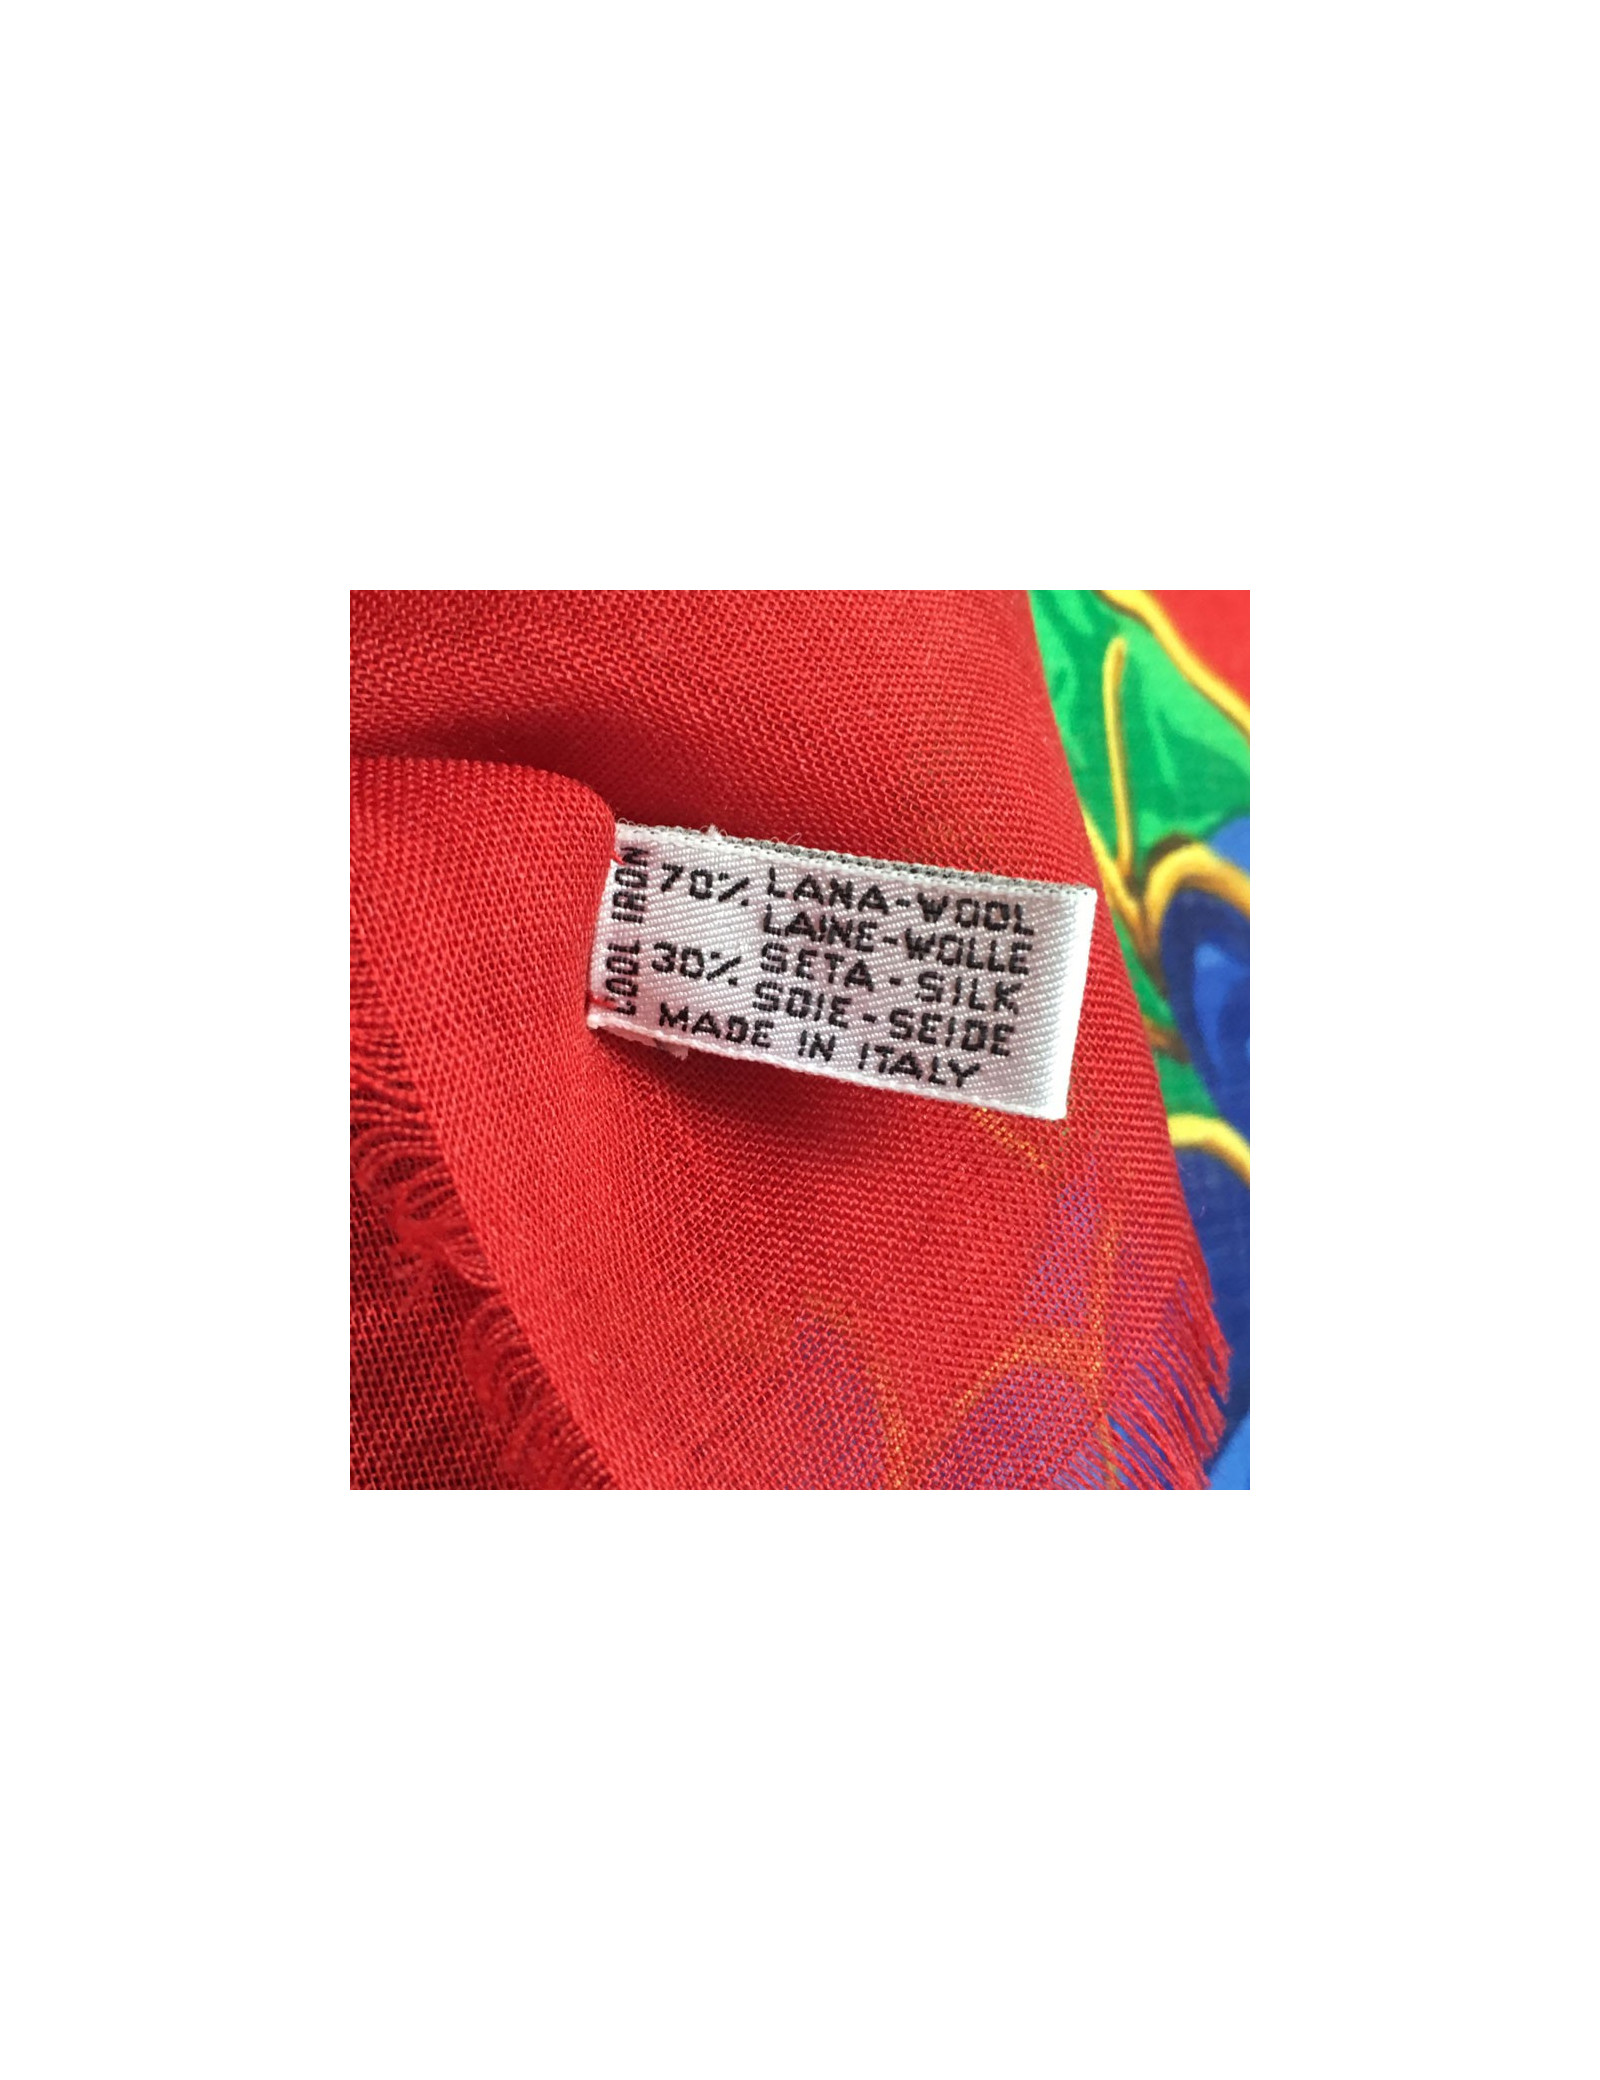 COOL IRON
70% LANA-WOOL
LAINE-WOLLE
30% SETA-SILK
SOIE-SEIDE
MADE IN ITALY